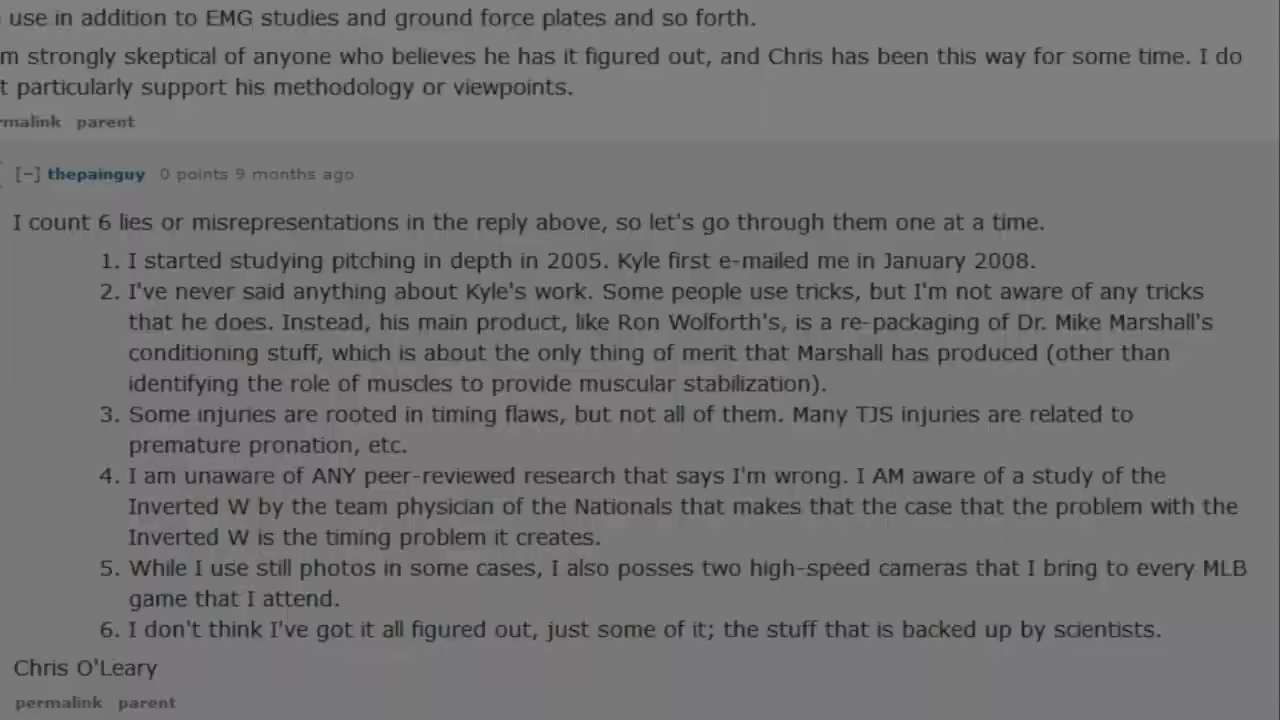 use in addition to EMG studies and ground force plates and so forth.
m strongly skeptical of anyone who believes he has it figured out, and Chris has been this way for some time. I do
t particularly support his methodology or viewpoints.
rmalink parent
[−] thepainguy 0 points 9 months ago
I count 6 lies or misrepresentations in the reply above, so let's go through them one at a time.
1. I started studying pitching in depth in 2005. Kyle first e-mailed me in January 2008.
2. I've never said anything about Kyle's work. Some people use tricks, but I'm not aware of any tricks
that he does. Instead, his main product, like Ron Wolforth's, is a re-packaging of Dr. Mike Marshall's
conditioning stuff, which is about the only thing of merit that Marshall has produced (other than
identifying the role of muscles to provide muscular stabilization).
3. Some injuries are rooted in timing flaws, but not all of them. Many TJS injuries are related to
premature pronation, etc.
4. I am unaware of ANY peer-reviewed research that says I'm wrong. I AM aware of a study of the
Inverted W by the team physician of the Nationals that makes that the case that the problem with the
Inverted W is the timing problem it creates.
5. While I use still photos in some cases, I also posses two high-speed cameras that I bring to every MLB
game that I attend.
6. I don't think I've got it all figured out, just some of it; the stuff that is backed up by scientists.
Chris O'Leary
permalink parent